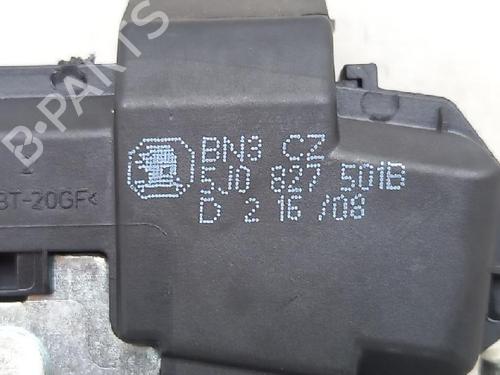 B-PARTS
BN3 CZ
5J0 827 501B
D 2 16 /08
BT-20GF<